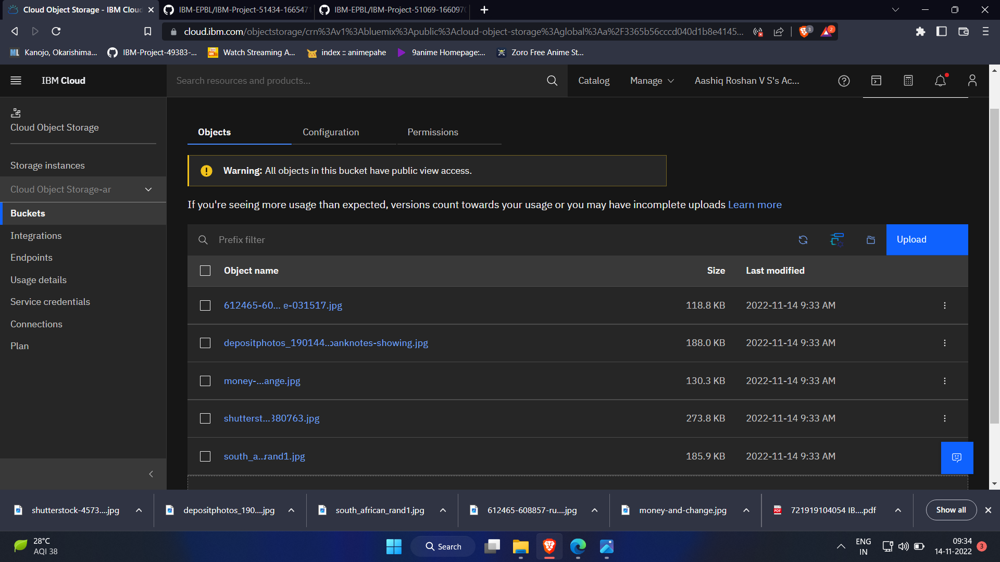 Cloud Object Storage - IBM Clou
IBM-EPBL/IBM-Project-51434-1665471
IBM-EPBL/IBM-Project-51069-1660970
cloud.ibm.com/objectstorage/crn%3Av1%3Abluemix%3Apublic%3Acloud-object-storage%3Aglobal%3Aa%2F3365b56cccd040d1b8e4145...
3
2
ML
Kanojo, Okarishima...
IBM-Project-49383-...
Watch Streaming A...
index :: animepahe
9anime Homepage:...
Zoro Free Anime St...
IBM Cloud
Search resources and products...
Catalog
Manage
Aashiq Roshan V S's Ac...
Cloud Object Storage
Storage instances
Cloud Object Storage-ar
Buckets
Integrations
Endpoints
Usage details
Service credentials
Connections
Plan
Objects
Configuration
Permissions
Warning: All objects in this bucket have public view access.
If you're seeing more usage than expected, versions count towards your usage or you may have incomplete uploads Learn more
Prefix filter
Upload
Object name Size Last modified
612465-60... e-031517.jpg 118.8 KB 2022-11-14 9:33 AM
depositphotos_190144...banknotes-showing.jpg 188.0 KB 2022-11-14 9:33 AM
money-...ange.jpg 130.3 KB 2022-11-14 9:33 AM
shutterst...380763.jpg 273.8 KB 2022-11-14 9:33 AM
south_a...rand1.jpg 185.9 KB 2022-11-14 9:33 AM
shutterstock-4573....jpg
depositphotos_190....jpg
south_african_rand1.jpg
612465-608857-ru....jpg
money-and-change.jpg
PDF
721919104054 IB....pdf
Show all
28°C
AQI 38
Search
ENG
IN
09:34
14-11-2022
3